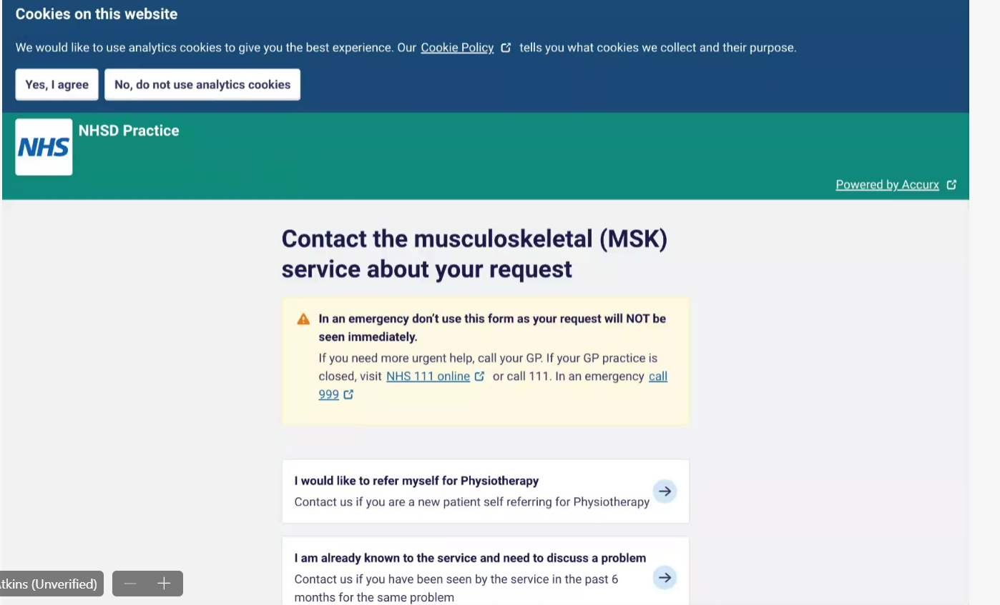 Cookies on this website
We would like to use analytics cookies to give you the best experience. Our Cookie Policy tells you what cookies we collect and their purpose.
Yes, I agree
No, do not use analytics cookies
NHS
NHSD Practice
Powered by Accurx
Contact the musculoskeletal (MSK)
service about your request
In an emergency don’t use this form as your request will NOT be
seen immediately.
If you need more urgent help, call your GP. If your GP practice is
closed, visit NHS 111 online or call 111. In an emergency call
999
I would like to refer myself for Physiotherapy
Contact us if you are a new patient self referring for Physiotherapy
I am already known to the service and need to discuss a problem
Contact us if you have been seen by the service in the past 6
months for the same problem
tkins (Unverified)